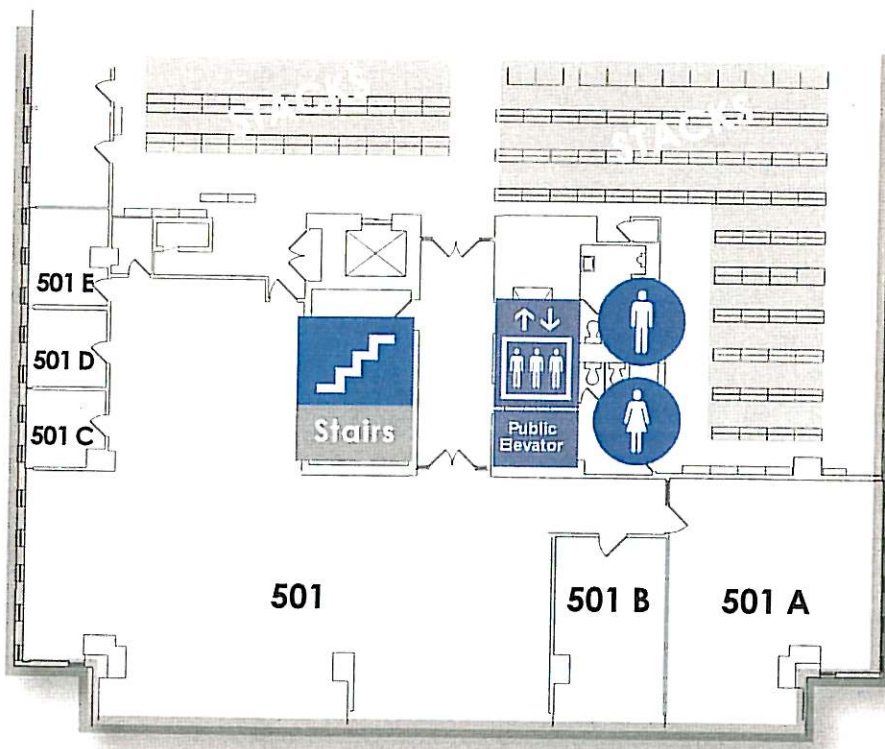 STACKS
STACKS
501 E
501 D
501 C
Stairs
Public
Elevator
501
501 B
501 A